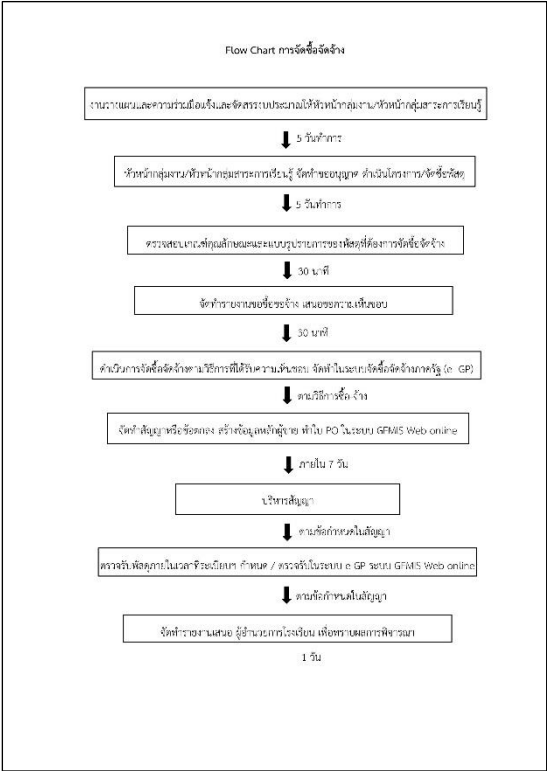 Flow Chart การจัดซื้อจัดจ้าง
งานวางแผนและความร่วมมือแจ้งและจัดสรรงบประมาณให้หัวหน้ากลุ่มงาน/หัวหน้ากลุ่มสาระการเรียนรู้
5 วันทำการ
หัวหน้ากลุ่มงาน/หัวหน้ากลุ่มสาระการเรียนรู้ จัดทำขออนุญาต ดำเนินโครงการ/จัดซื้อพัสดุ
5 วันทำการ
ตรวจสอบเกณฑ์คุณลักษณะและแบบรูปรายการของพัสดุที่ต้องการจัดซื้อจัดจ้าง
30 นาที
จัดทำรายงานขอซื้อขอจ้าง เสนอขอความเห็นชอบ
30 นาที
ดำเนินการจัดซื้อจัดจ้างตามวิธีการที่ได้รับความเห็นชอบ จัดทำในระบบจัดซื้อจัดจ้างภาครัฐ (e GP)
ตามวิธีการซื้อ-จ้าง
จัดทำสัญญาหรือข้อตกลง สร้างข้อมูลหลักผู้ขาย ทำใบ PO ในระบบ GFMIS Web online
ภายใน 7 วัน
บริหารสัญญา
ตามข้อกำหนดในสัญญา
ตรวจรับพัสดุภายในเวลาที่ระเบียบฯ กำหนด / ตรวจรับในระบบ e GP ระบบ GFMIS Web online
ตามข้อกำหนดในสัญญา
จัดทำรายงานเสนอ ผู้อำนวยการโรงเรียน เพื่อทราบผลการพิจารณา
1 วัน